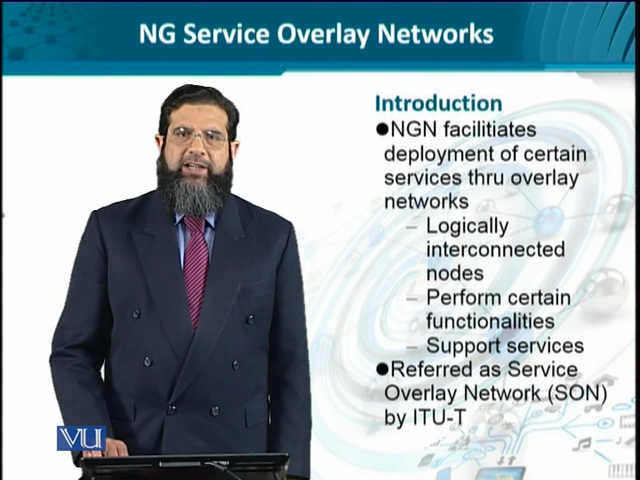 NG Service Overlay Networks
Introduction
●NGN facilitiates
deployment of certain
services thru overlay
networks
– Logically
interconnected
nodes
– Perform certain
functionalities
– Support services
●Referred as Service
Overlay Network (SON)
by ITU-T
VU